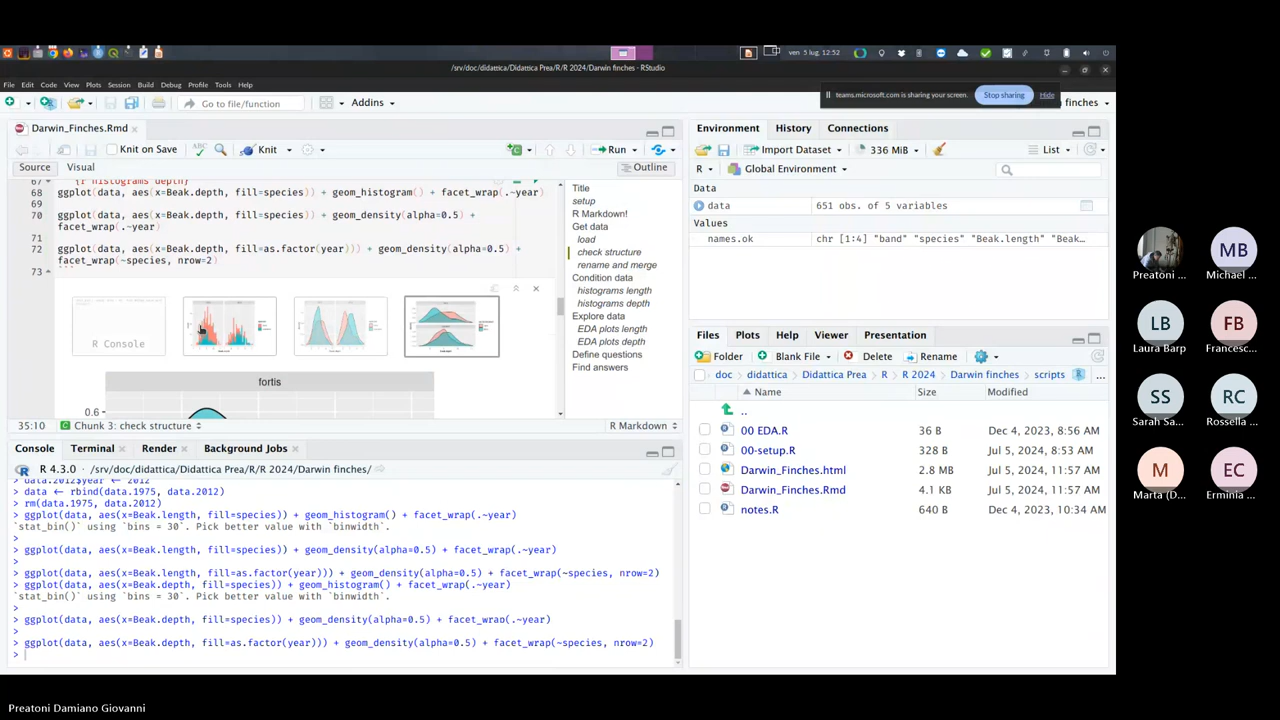 ven 5 lug, 12:52
/srv/doc/didattica/Didattica Prea/R/R 2024/Darwin finches - RStudio
File Edit Code View Plots Session Build Debug Profile Tools Help
teams.microsoft.com is sharing your screen. Stop sharing Hide
Go to file/function Addins finches
Darwin_Finches.Rmd
Knit on Save Knit Run
Source Visual Outline
67 {r histograms depth}
68 ggplot(data, aes(x=Beak.depth, fill=species)) + geom_histogram() + facet_wrap(.~year)
69
70 ggplot(data, aes(x=Beak.depth, fill=species)) + geom_density(alpha=0.5) +
facet_wrap(.~year)
71
72 ggplot(data, aes(x=Beak.depth, fill=as.factor(year))) + geom_density(alpha=0.5) +
facet_wrap(~species, nrow=2)
73 ```
Title
setup
R Markdown!
Get data
load
check structure
rename and merge
Condition data
histograms length
histograms depth
Explore data
EDA plots length
EDA plots depth
Define questions
Find answers
R Console
fortis
0.6
35:10 Chunk 3: check structure R Markdown
Console Terminal Render Background Jobs
R 4.3.0 · /srv/doc/didattica/Didattica Prea/R/R 2024/Darwin finches/
> data.2012$year <- 2012
> data <- rbind(data.1975, data.2012)
> rm(data.1975, data.2012)
> ggplot(data, aes(x=Beak.length, fill=species)) + geom_histogram() + facet_wrap(.~year)
`stat_bin()` using `bins = 30`. Pick better value with `binwidth`.
>
> ggplot(data, aes(x=Beak.length, fill=species)) + geom_density(alpha=0.5) + facet_wrap(.~year)
>
> ggplot(data, aes(x=Beak.length, fill=as.factor(year))) + geom_density(alpha=0.5) + facet_wrap(~species, nrow=2)
> ggplot(data, aes(x=Beak.depth, fill=species)) + geom_histogram() + facet_wrap(.~year)
`stat_bin()` using `bins = 30`. Pick better value with `binwidth`.
>
> ggplot(data, aes(x=Beak.depth, fill=species)) + geom_density(alpha=0.5) + facet_wrap(.~year)
>
> ggplot(data, aes(x=Beak.depth, fill=as.factor(year))) + geom_density(alpha=0.5) + facet_wrap(~species, nrow=2)
>
Environment History Connections
Import Dataset 336 MiB List
R Global Environment
Data
data 651 obs. of 5 variables
Values
names.ok chr [1:4] "band" "species" "Beak.length" "Beak…
Files Plots Help Viewer Presentation
Folder Blank File Delete Rename
doc didattica Didattica Prea R R 2024 Darwin finches scripts ...
Name Size Modified
..
00 EDA.R 36 B Dec 4, 2023, 8:56 AM
00-setup.R 328 B Jul 5, 2024, 8:53 AM
Darwin_Finches.html 2.8 MB Jul 5, 2024, 11:57 AM
Darwin_Finches.Rmd 4.1 KB Jul 5, 2024, 11:57 AM
notes.R 640 B Dec 4, 2023, 10:34 AM
MB
Preatoni ... Michael ...
LB FB
Laura Barp Francesc...
SS RC
Sarah Sa... Rossella ...
M EC
Marta (D... Erminia ...
Preatoni Damiano Giovanni